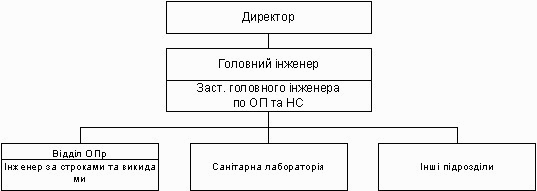 Директор
Головний інженер
Заст. головного інженера
по ОП та НС
Відділ ОПр
Інженер за строками та викида
ми
Санітарна лабораторія
Інші підрозділи